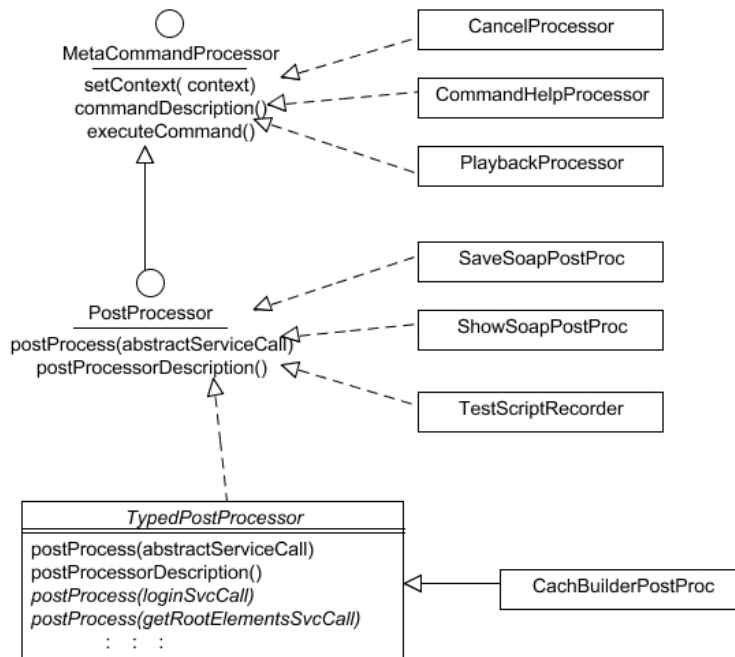 MetaCommandProcessor
setContext( context)
commandDescription()
executeCommand()
CancelProcessor
CommandHelpProcessor
PlaybackProcessor
PostProcessor
postProcess(abstractServiceCall)
postProcessorDescription()
SaveSoapPostProc
ShowSoapPostProc
TestScriptRecorder
TypedPostProcessor
postProcess(abstractServiceCall)
postProcessorDescription()
postProcess(loginSvcCall)
postProcess(getRootElementsSvcCall)
: : :
CachBuilderPostProc